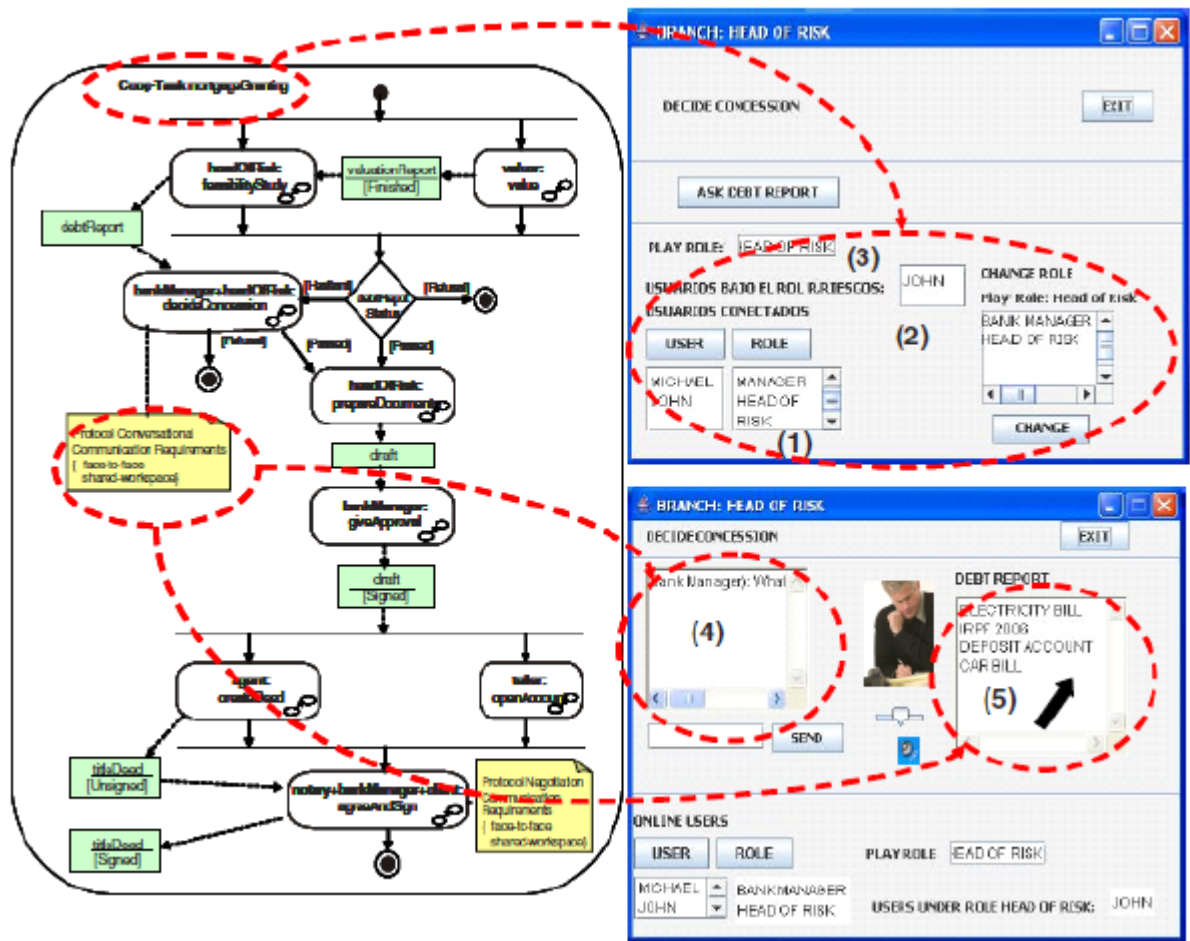 Coop-Task mortgageGranting
headOfRisk:
feasibilityStudy
valuationReport
[Finished]
valuer:
value
debtReport
bankManager+headOfRisk:
decideConcession
debtReport
Status
[Refused]
[Refused]
[Passed]
[Passed]
headOfRisk:
prepareDocuments
Protocol Conversational
Communication Requirements
{ face-to-face
shared-workspace}
draft
bankManager:
giveApproval
draft
[Signed]
agent:
createDeed
teller:
openAccount
titleDeed
[Unsigned]
notary+bankManager+client:
agreeAndSign
Protocol Negotiation
Communication
Requirements
{ face-to-face
shared-workspace}
titleDeed
[Signed]
BRANCH: HEAD OF RISK
DECIDE CONCESSION
EXIT
ASK DEBT REPORT
PLAY ROLE: HEAD OF RISK
(3)
USUARIOS BAJO EL ROL R.RIESCOS: JOHN
USUARIOS CONECTADOS
CHANGE ROLE
Play Role: Head of Risk
BANK MANAGER
HEAD OF RISK
(2)
USER ROLE
MICHAEL
JOHN
MANAGER
HEAD OF
RISK
(1)
CHANGE
BRANCH: HEAD OF RISK
DECIDECONCESSION
EXIT
Bank Manager): What
(4)
SEND
DEBT REPORT
ELECTRICITY BILL
IRPF 2006
DEPOSIT ACCOUNT
CAR BILL
(5)
ONLINE USERS
USER ROLE
PLAY ROLE HEAD OF RISK
MICHAEL
JOHN
BANKMANAGER
HEAD OF RISK
USERS UNDER ROLE HEAD OF RISK: JOHN